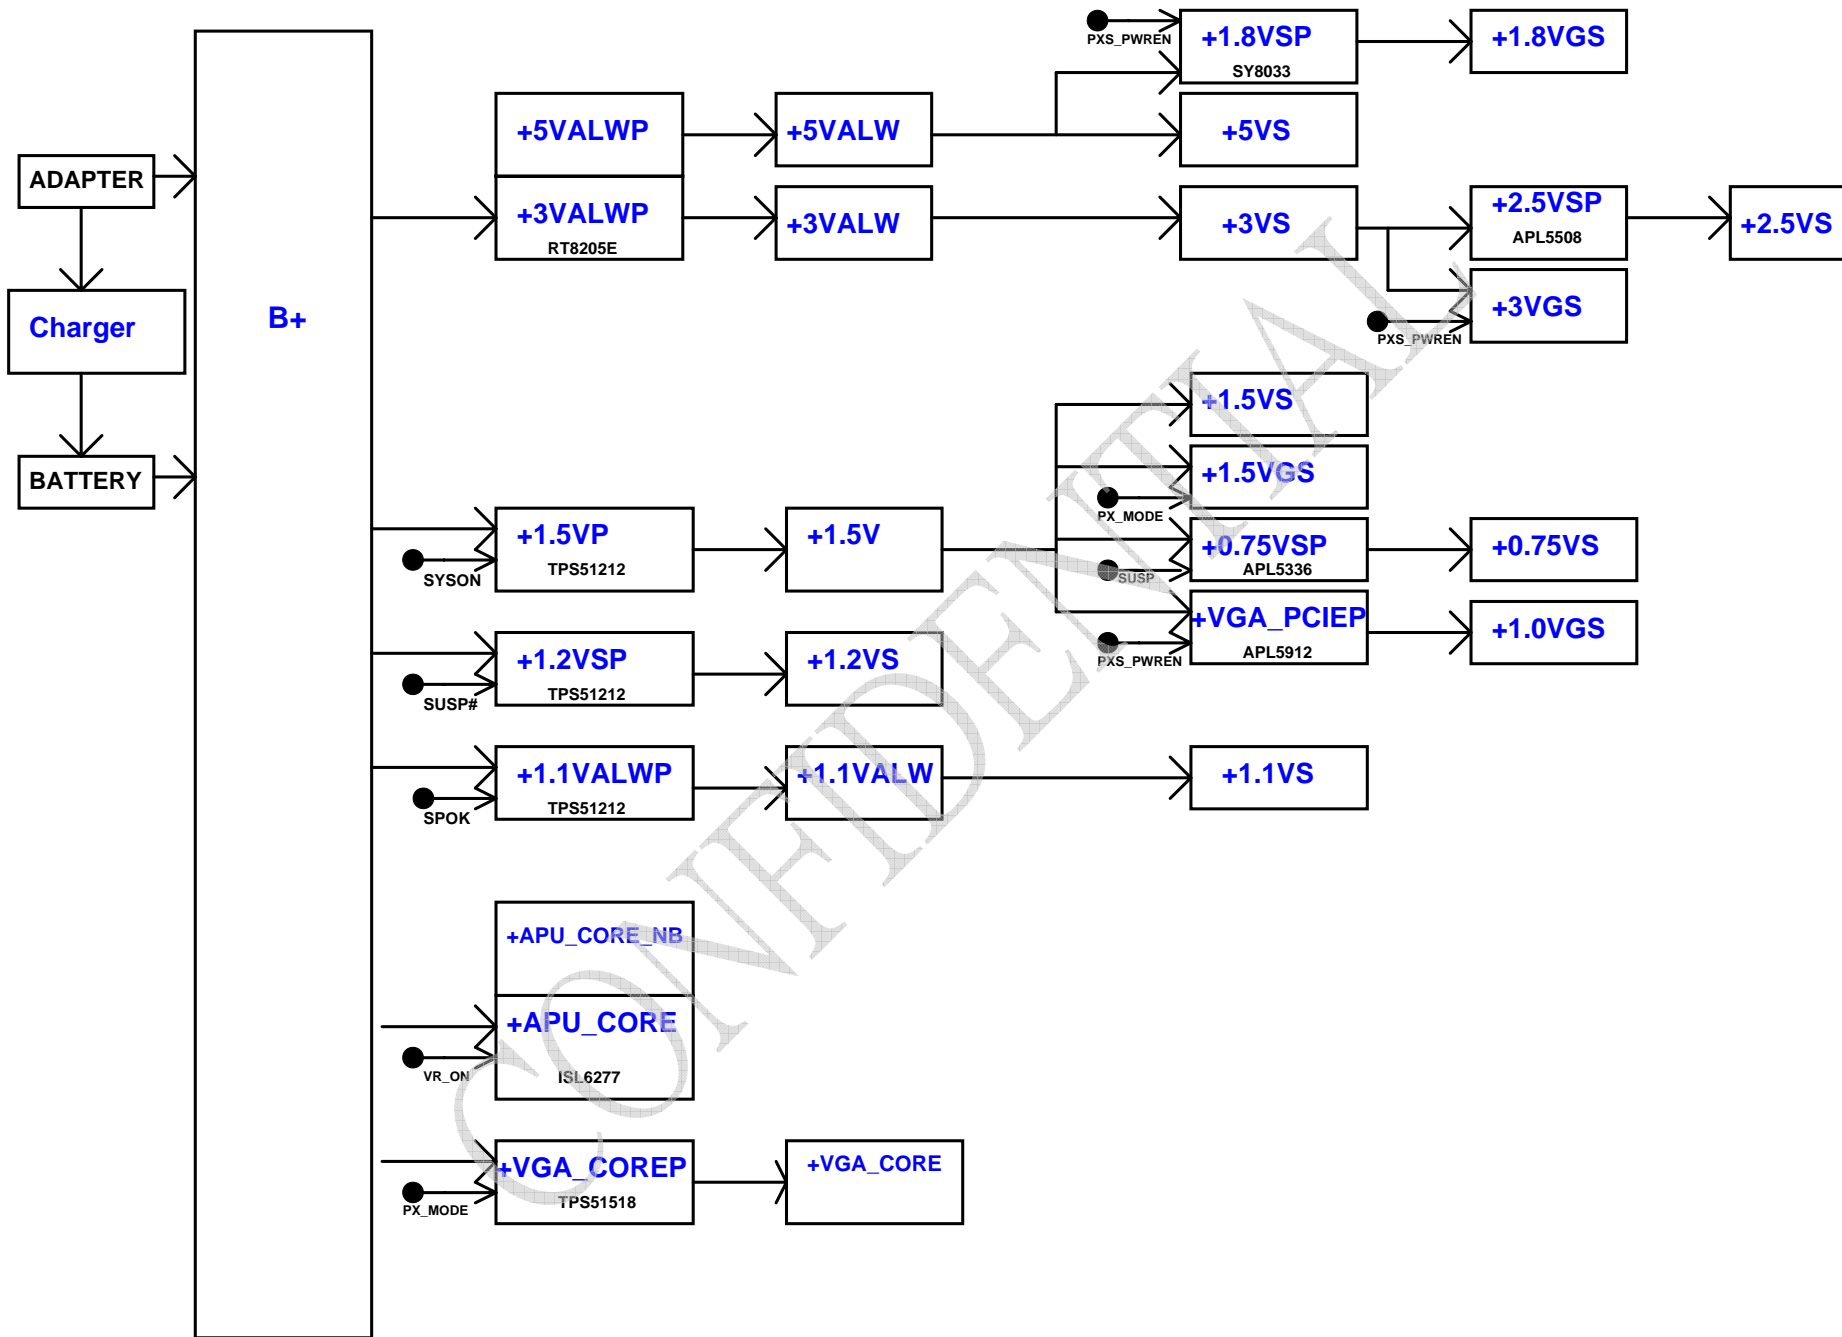 PXS_PWREN
+1.8VSP
SY8033
+1.8VGS
+5VALWP
+5VALW
+5VS
ADAPTER
+3VALWP
RT8205E
+3VALW
+3VS
+2.5VSP
APL5508
+2.5VS
Charger
B+
+3VGS
PXS_PWREN
+1.5VS
BATTERY
+1.5VGS
PX_MODE
+1.5VP
TPS51212
SYSON
+1.5V
+0.75VSP
APL5336
SUSP
+0.75VS
+VGA_PCIEP
APL5912
PXS_PWREN
+1.0VGS
+1.2VSP
TPS51212
SUSP#
+1.2VS
+1.1VALWP
TPS51212
SPOK
+1.1VALW
+1.1VS
+APU_CORE_NB
+APU_CORE
ISL6277
VR_ON
+VGA_COREP
TPS51518
PX_MODE
+VGA_CORE
CONFIDENTIAL